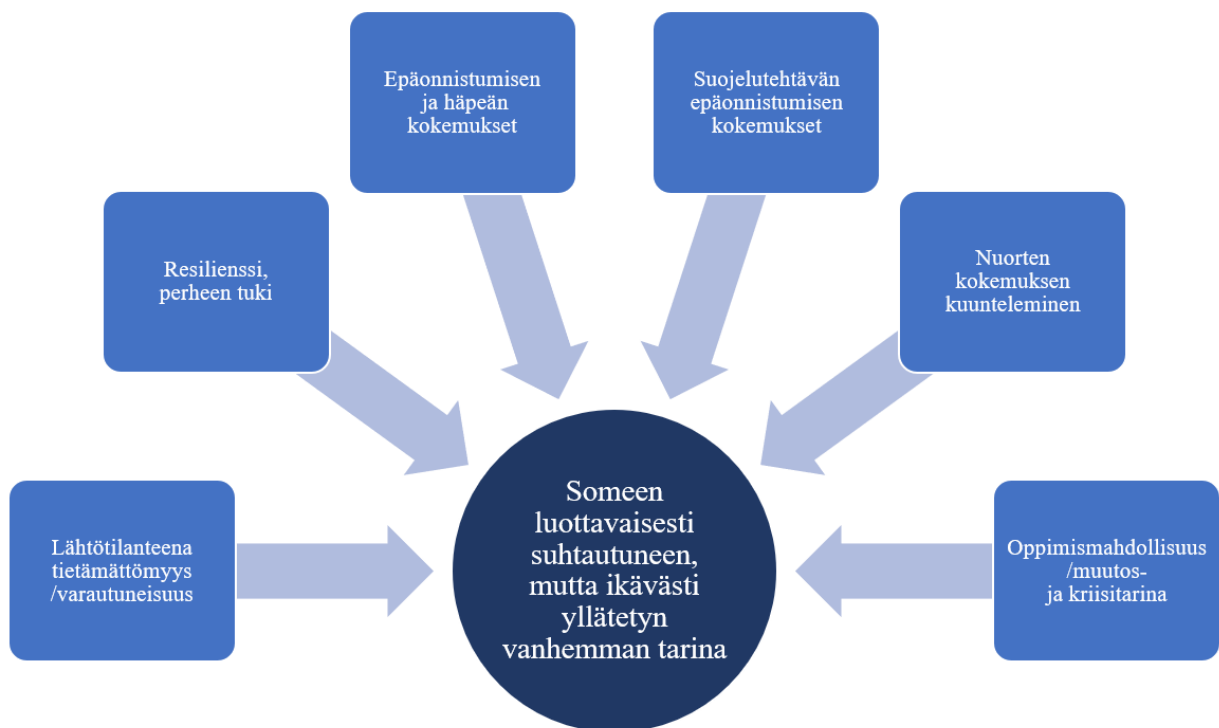 Epäonnistumisen
ja häpeän
kokemukset
Suojelutehtävän
epäonnistumisen
kokemukset
Resilienssi,
perheen tuki
Nuorten
kokemuksen
kuunteleminen
Lähtötilanteena
tietämättömyys
/varautuneisuus
Someen
luottavaisesti
suhtautuneen,
mutta ikävästi
yllätetyn
vanhemman tarina
Oppimismahdollisuus
/muutos-
ja kriisitarina